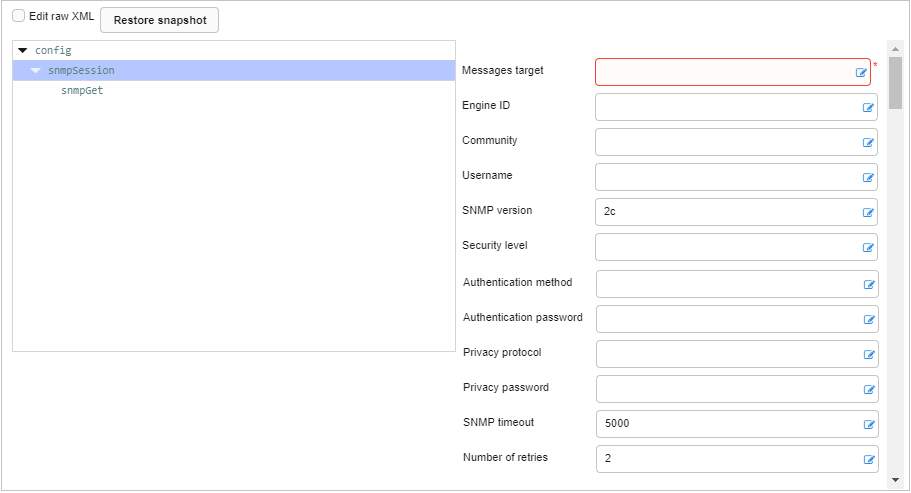 Edit raw XML Restore snapshot
config
snmpSession
snmpGet
Messages target *
Engine ID
Community
Username
SNMP version 2c
Security level
Authentication method
Authentication password
Privacy protocol
Privacy password
SNMP timeout 5000
Number of retries 2